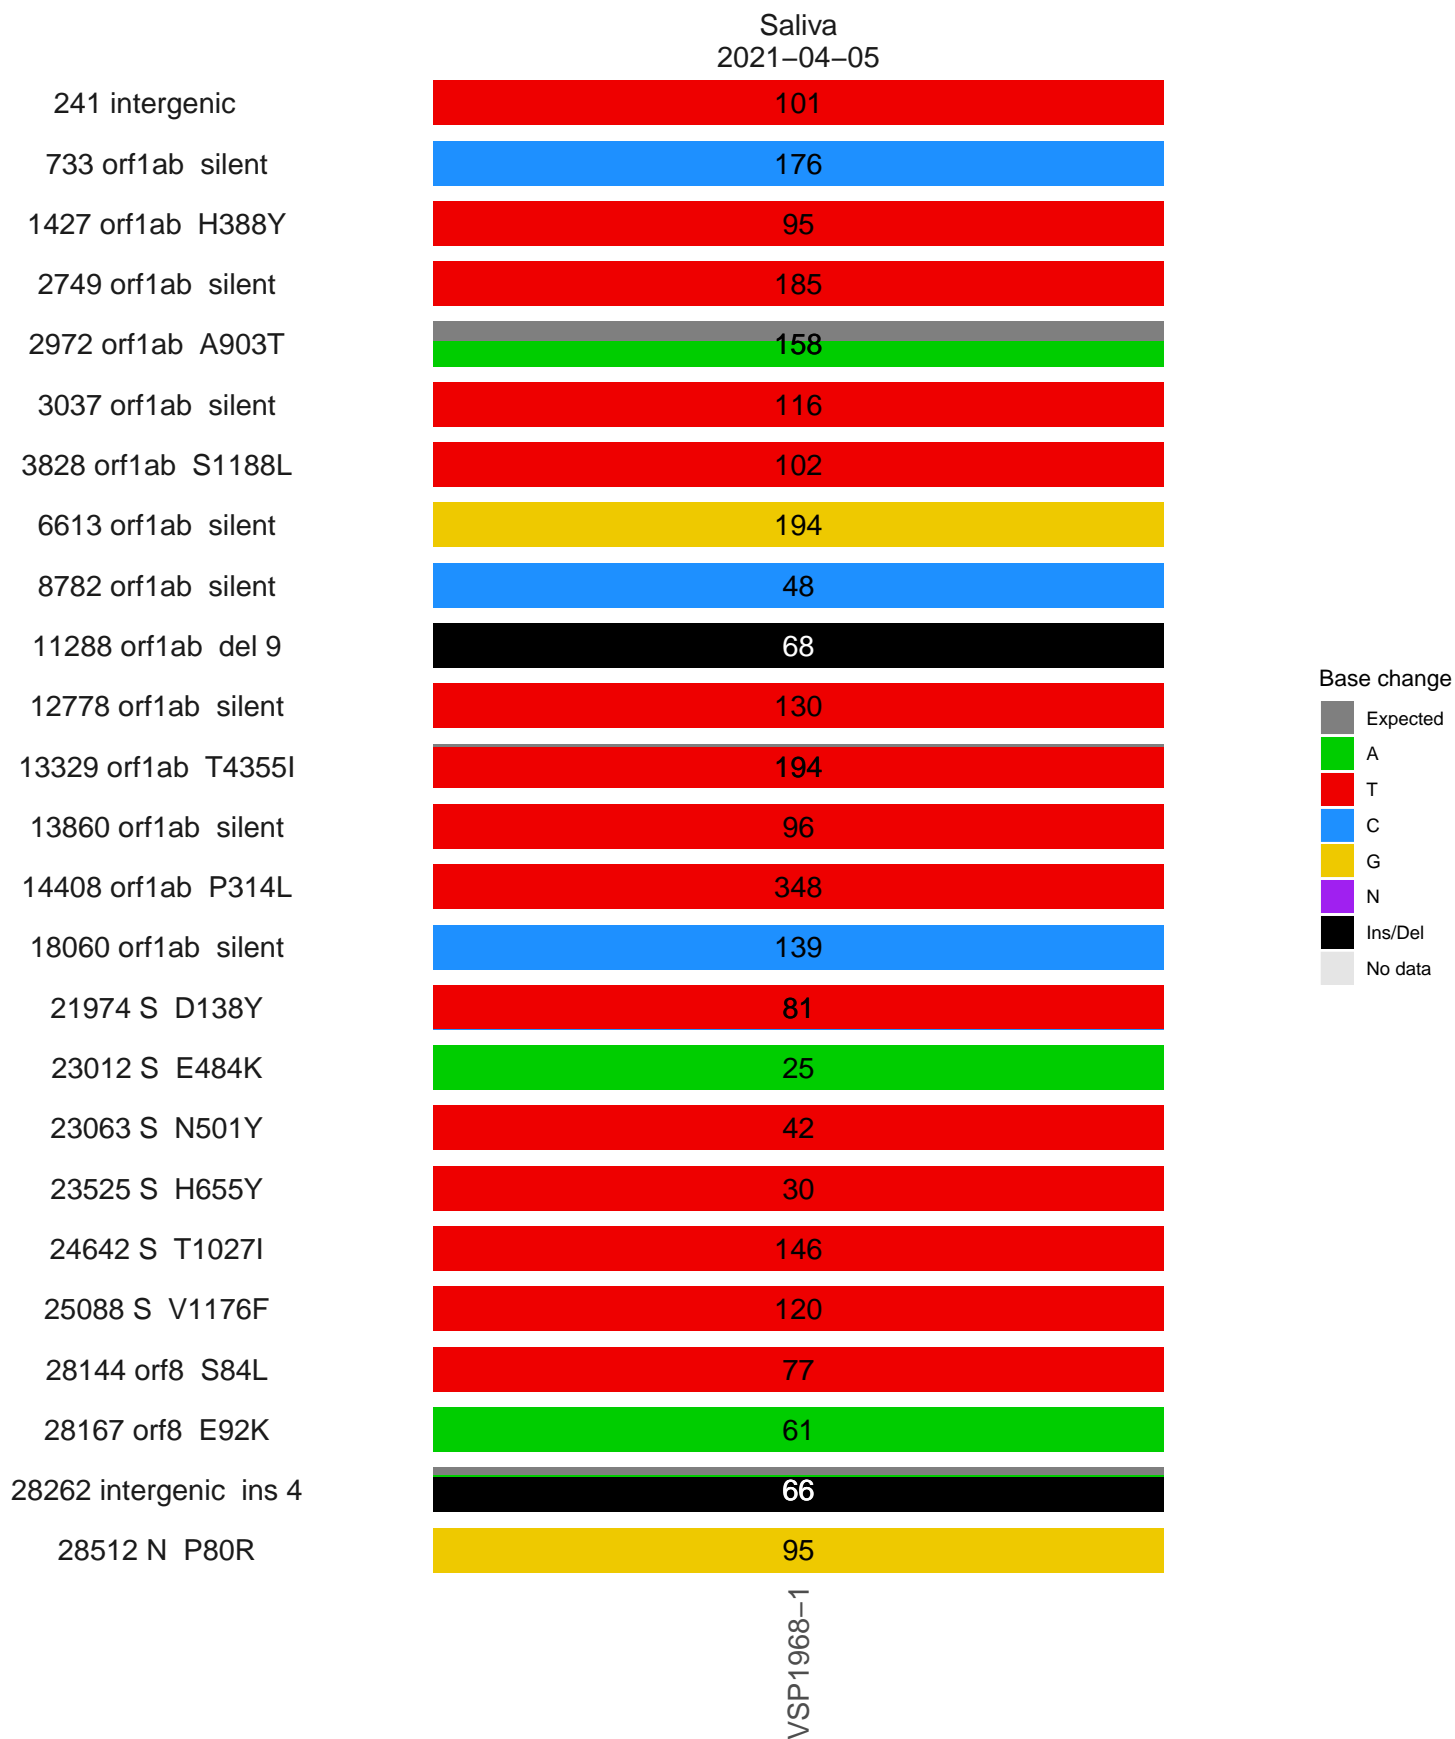 Saliva
2021−04−05
241 intergenic 101
733 orf1ab  silent 176
1427 orf1ab  H388Y 95
2749 orf1ab  silent 185
2972 orf1ab  A903T 158
3037 orf1ab  silent 116
3828 orf1ab  S1188L 102
6613 orf1ab  silent 194
8782 orf1ab  silent 48
11288 orf1ab  del 9 68
12778 orf1ab  silent 130
13329 orf1ab  T4355I 194
13860 orf1ab  silent 96
14408 orf1ab  P314L 348
18060 orf1ab  silent 139
21974 S  D138Y 81
23012 S  E484K 25
23063 S  N501Y 42
23525 S  H655Y 30
24642 S  T1027I 146
25088 S  V1176F 120
28144 orf8  S84L 77
28167 orf8  E92K 61
28262 intergenic  ins 4 66
28512 N  P80R 95
VSP1968−1
Base change
Expected
A
T
C
G
N
Ins/Del
No data